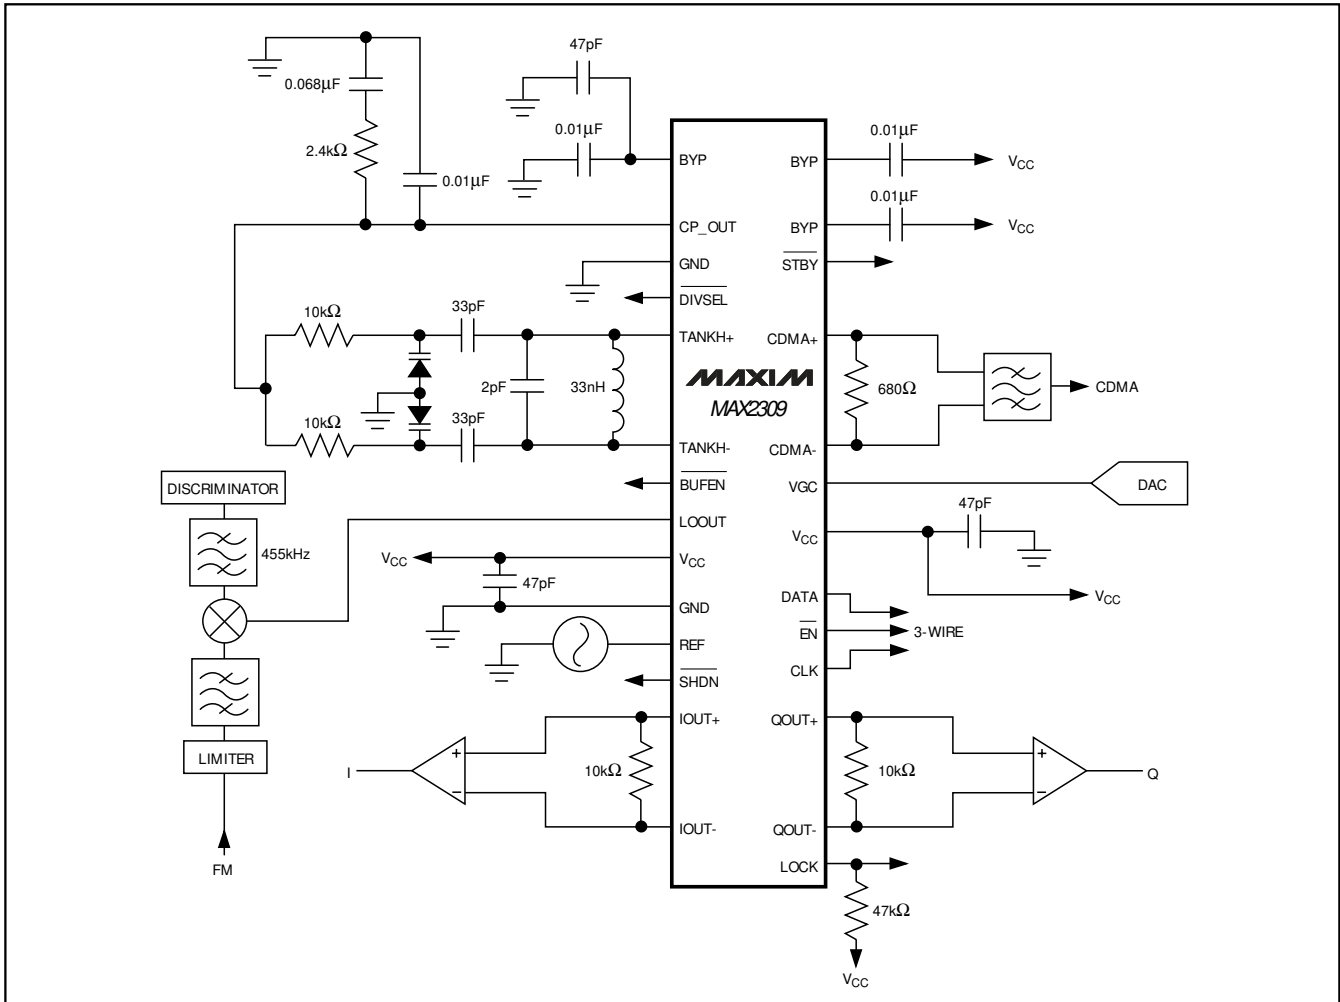 47pF
0.068μF
0.01μF
0.01μF
2.4kΩ
BYP
BYP
VCC
0.01μF
0.01μF
CP_OUT
BYP
VCC
GND
STBY
DIVSEL
10kΩ
33pF
TANKH+
CDMA+
MAXIM
2pF
33nH
680Ω
CDMA
MAX2309
10kΩ
33pF
TANKH-
CDMA-
DISCRIMINATOR
BUFEN
VGC
DAC
47pF
LOOUT
VCC
455kHz
VCC
VCC
47pF
DATA
VCC
GND
EN
3-WIRE
REF
CLK
SHDN
IOUT+
QOUT+
LIMITER
I
+
−
10kΩ
10kΩ
+
−
Q
IOUT-
QOUT-
LOCK
FM
47kΩ
VCC